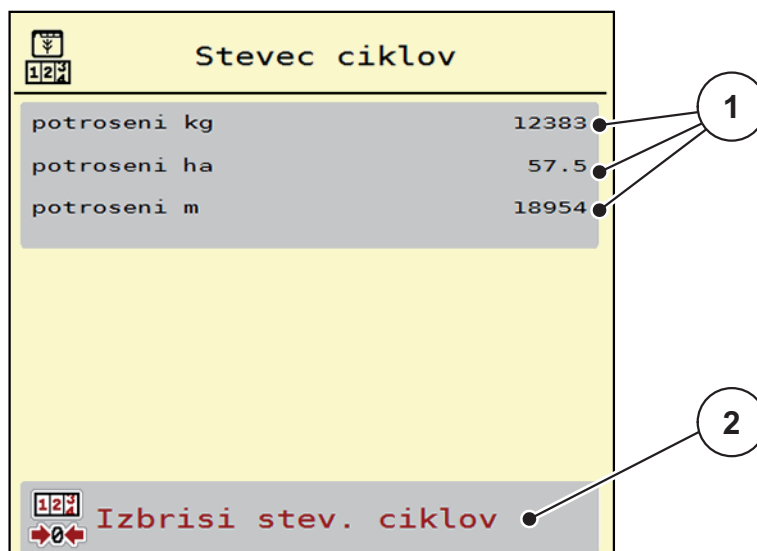 Stevec ciklov
potroseni kg 12383
potroseni ha 57.5
potroseni m 18954
1
2
Izbrisi stev. ciklov